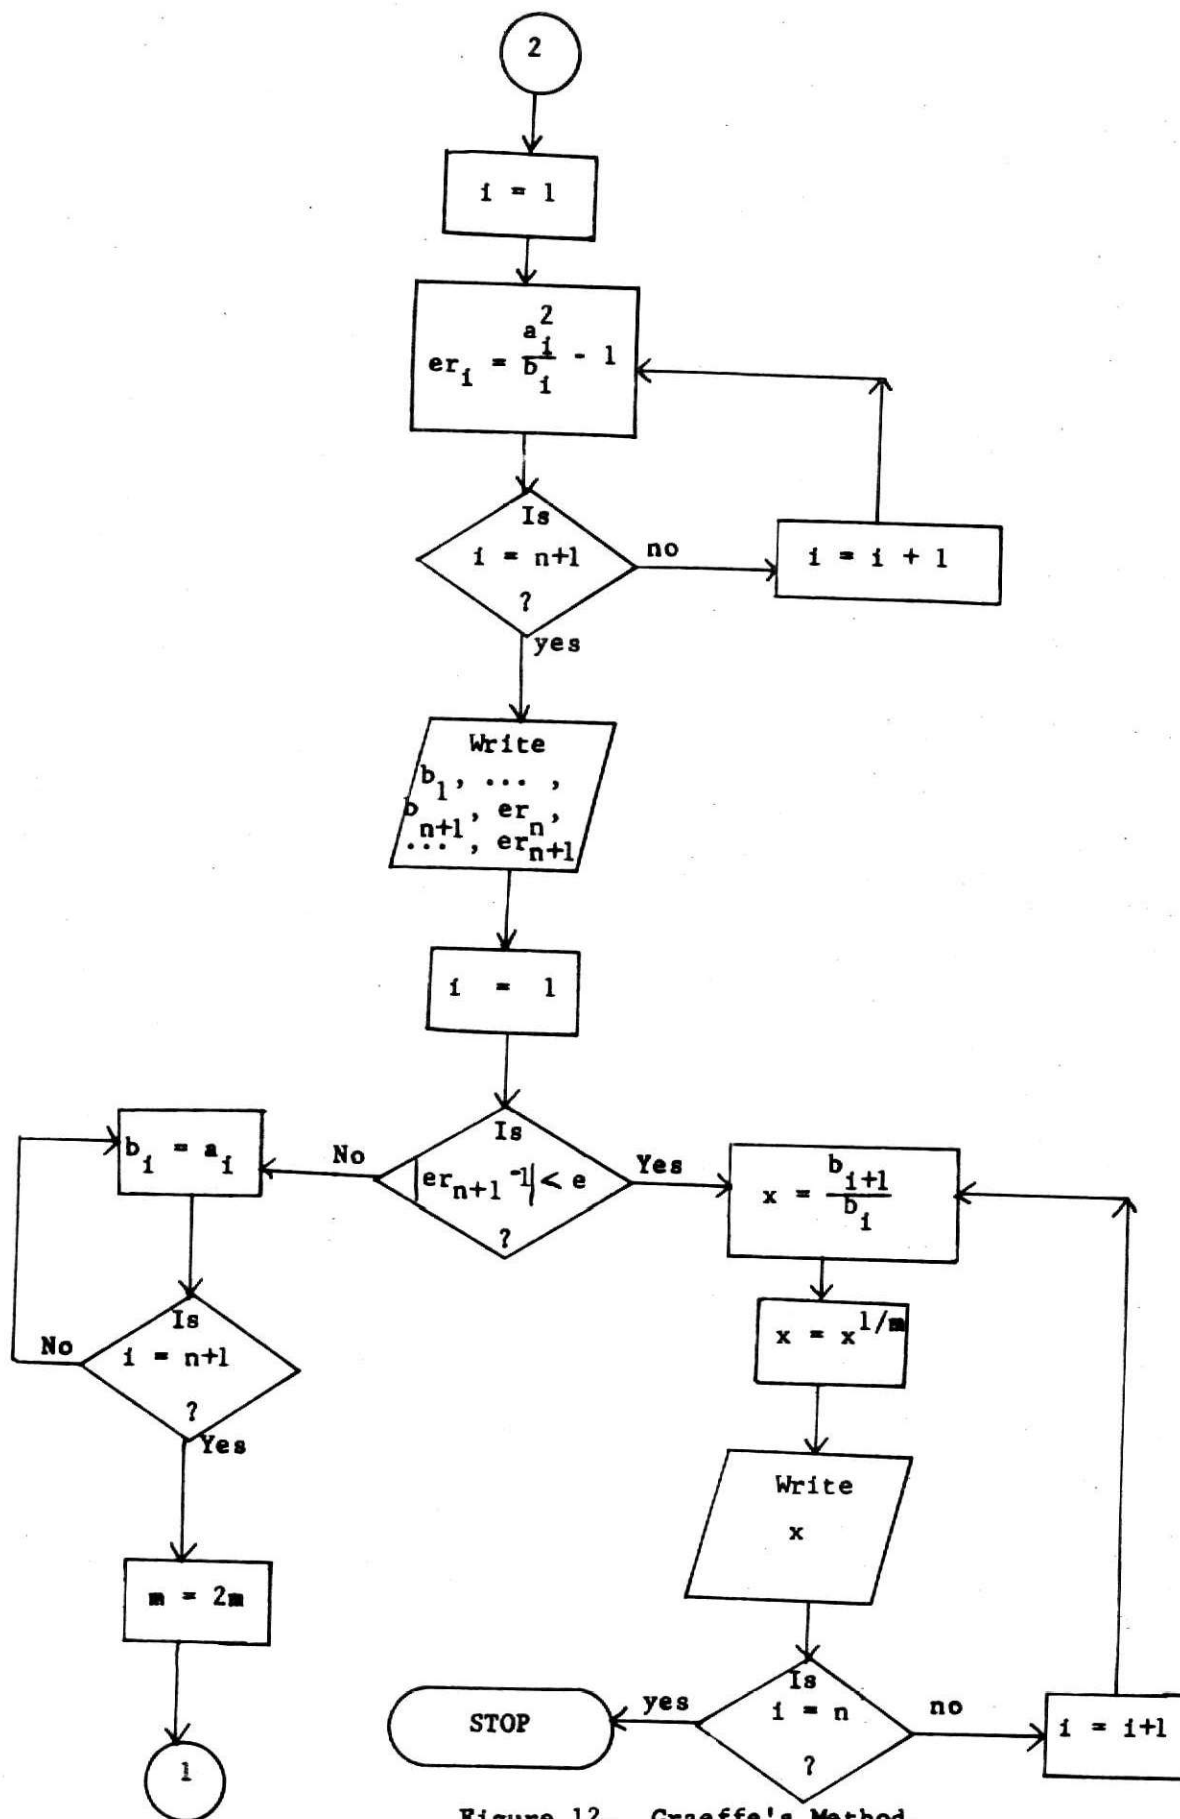 2
i = 1
er_i = a_i^2 / b_i - 1
Is
i = n+1
?
no
i = i + 1
yes
Write
b_1, ... ,
b_n+1, er_n,
..., er_n+1
i = 1
Is
|er_n+1 -1| < e
?
No
Yes
b_i = a_i
Is
i = n+1
?
No
Yes
m = 2m
1
x = b_i+1 / b_i
x = x^1/m
Write
x
Is
i = n
?
yes
no
STOP
i = i+1
Figure 12. Graeffe's Method.